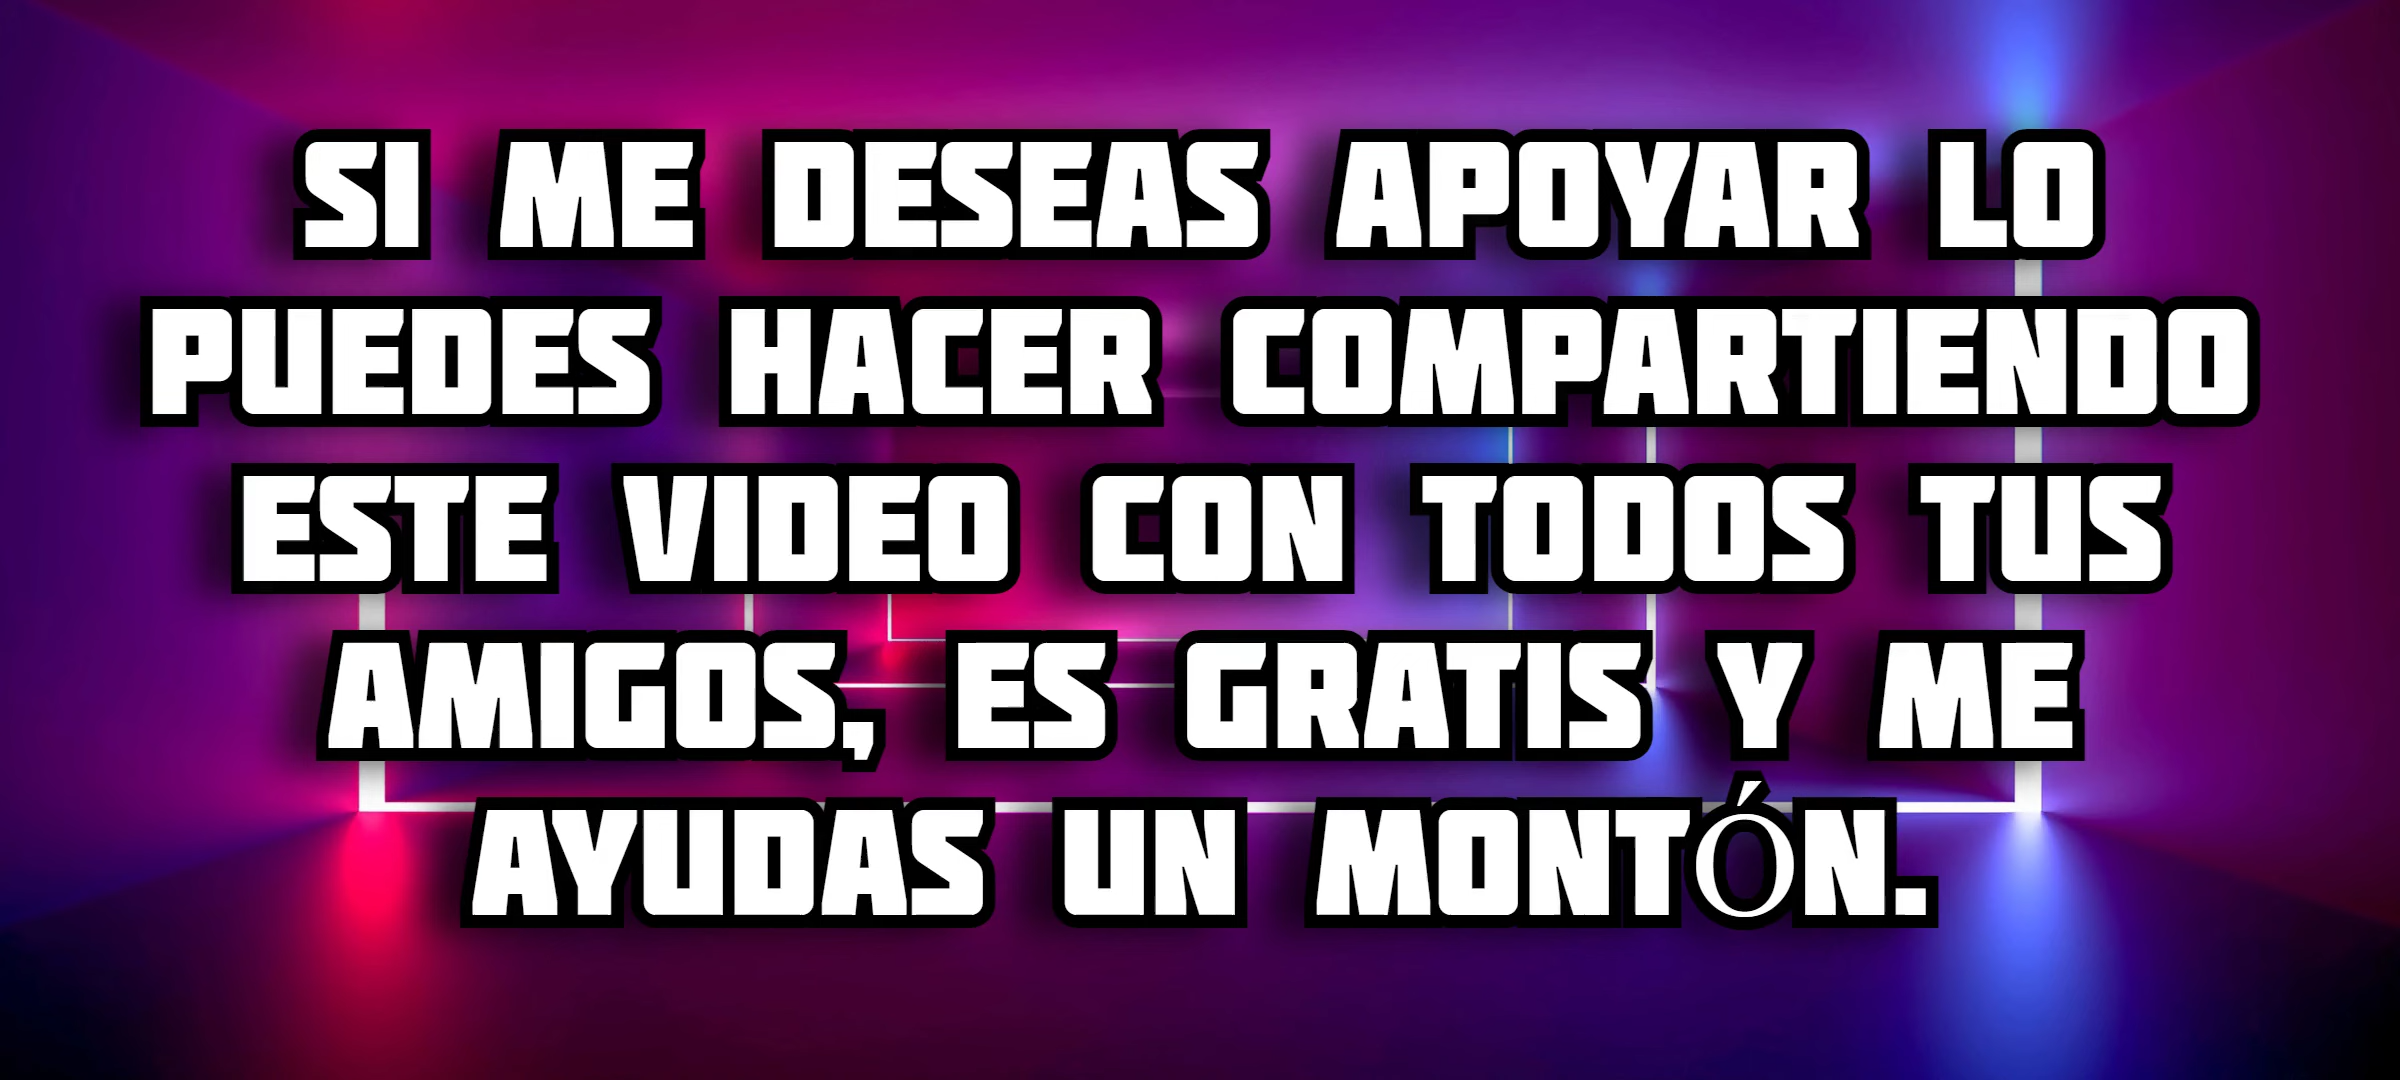 SI ME DESEAS APOYAR LO
PUEDES HACER COMPARTIENDO
ESTE VIDEO CON TODOS TUS
AMIGOS, ES GRATIS Y ME
AYUDAS UN MONTÓN.